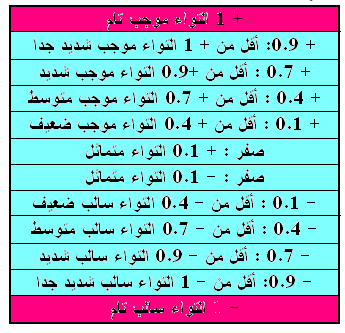 + 1 التواء موجب تام
+ 0.9: أقل من + 1 التواء موجب شديد جدا
+ 0.7 : أقل من +0.9 التواء موجب شديد
+ 0.4 : أقل من + 0.7 التواء موجب متوسط
+ 0.1 : أقل من + 0.4 التواء موجب ضعيف
صفر : + 0.1 التواء متماثل
صفر : - 0.1 التواء متماثل
- 0.1 : أقل من - 0.4 التواء سالب ضعيف
- 0.4 : أقل من - 0.7 التواء سالب متوسط
- 0.7 : أقل من - 0.9 التواء سالب شديد
- 0.9: أقل من - 1 التواء سالب شديد جدا
- 1 التواء سالب تام